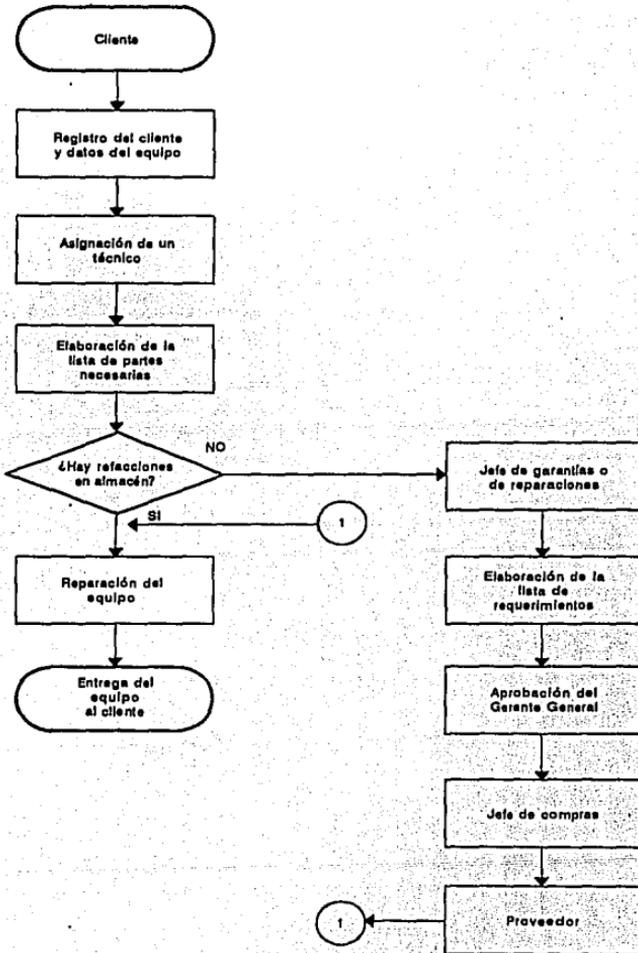 Cliente
Registro del cliente
y datos del equipo
Asignación de un
técnico
Elaboración de la
lista de partes
necesarias
¿Hay refacciones
en almacén?
NO
SI
1
Reparación del
equipo
Entrega del
equipo
al cliente
Jefe de garantías o
de reparaciones
Elaboración de la
lista de
requerimientos
Aprobación del
Gerente General
Jefe de compras
Proveedor
1